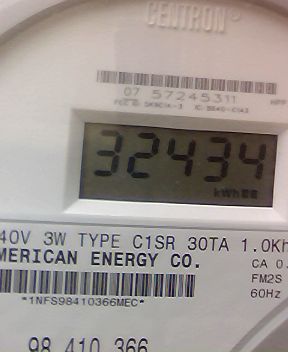 CENTRON®
07 57245311
32434
kWh
40V 3W TYPE C1SR 30TA 1.0Kh
MERICAN ENERGY CO.
CA 0.
FM2S
60Hz
*1NFS98410366MEC*
98 410 366